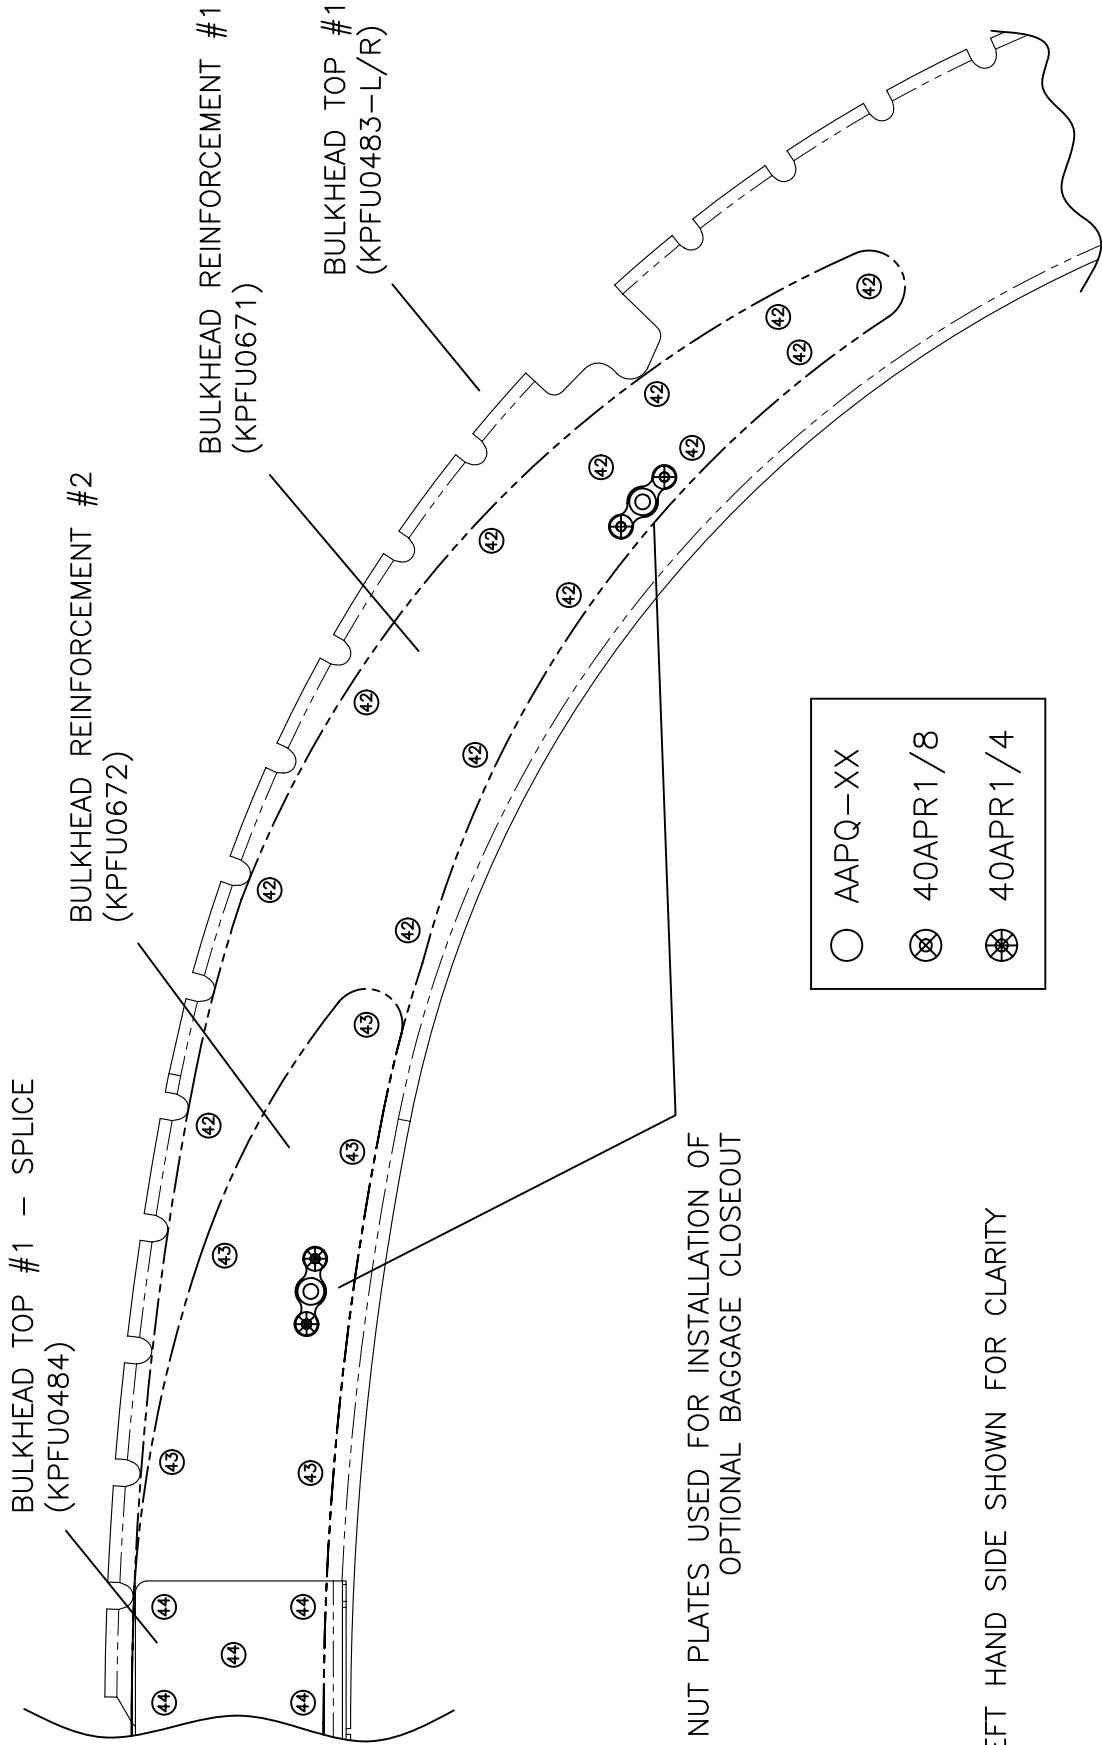 BULKHEAD TOP #1 - SPLICE
(KPFU0484)
BULKHEAD REINFORCEMENT #2
(KPFU0672)
BULKHEAD REINFORCEMENT #1
(KPFU0671)
BULKHEAD TOP #1
(KPFU0483-L/R)
44
44
44
44
44
43
43
43
43
43
42
42
42
42
42
42
42
42
42
42
42
42
42
NUT PLATES USED FOR INSTALLATION OF
OPTIONAL BAGGAGE CLOSEOUT
AAPQ-XX
40APR1/8
40APR1/4
HAND SIDE SHOWN FOR CLARITY